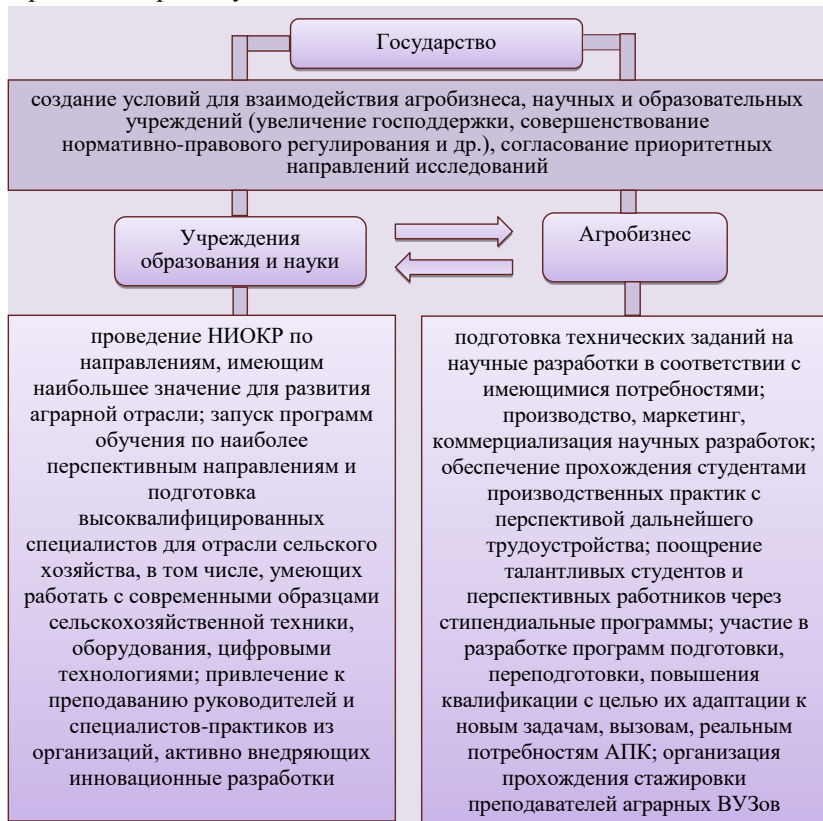 Государство
создание условий для взаимодействия агробизнеса, научных и образовательных
учреждений (увеличение господдержки, совершенствование
нормативно-правового регулирования и др.), согласование приоритетных
направлений исследований
Учреждения
образования и науки
Агробизнес
проведение НИОКР по
направлениям, имеющим
наибольшее значение для развития
аграрной отрасли; запуск программ
обучения по наиболее
перспективным направлениям и
подготовка
высококвалифицированных
специалистов для отрасли сельского
хозяйства, в том числе, умеющих
работать с современными образцами
сельскохозяйственной техники,
оборудования, цифровыми
технологиями; привлечение к
преподаванию руководителей и
специалистов-практиков из
организаций, активно внедряющих
инновационные разработки
подготовка технических заданий на
научные разработки в соответствии с
имеющимися потребностями;
производство, маркетинг,
коммерциализация научных разработок;
обеспечение прохождения студентами
производственных практик с
перспективой дальнейшего
трудоустройства; поощрение
талантливых студентов и
перспективных работников через
стипендиальные программы; участие в
разработке программ подготовки,
переподготовки, повышения
квалификации с целью их адаптации к
новым задачам, вызовам, реальным
потребностям АПК; организация
прохождения стажировки
преподавателей аграрных ВУЗов